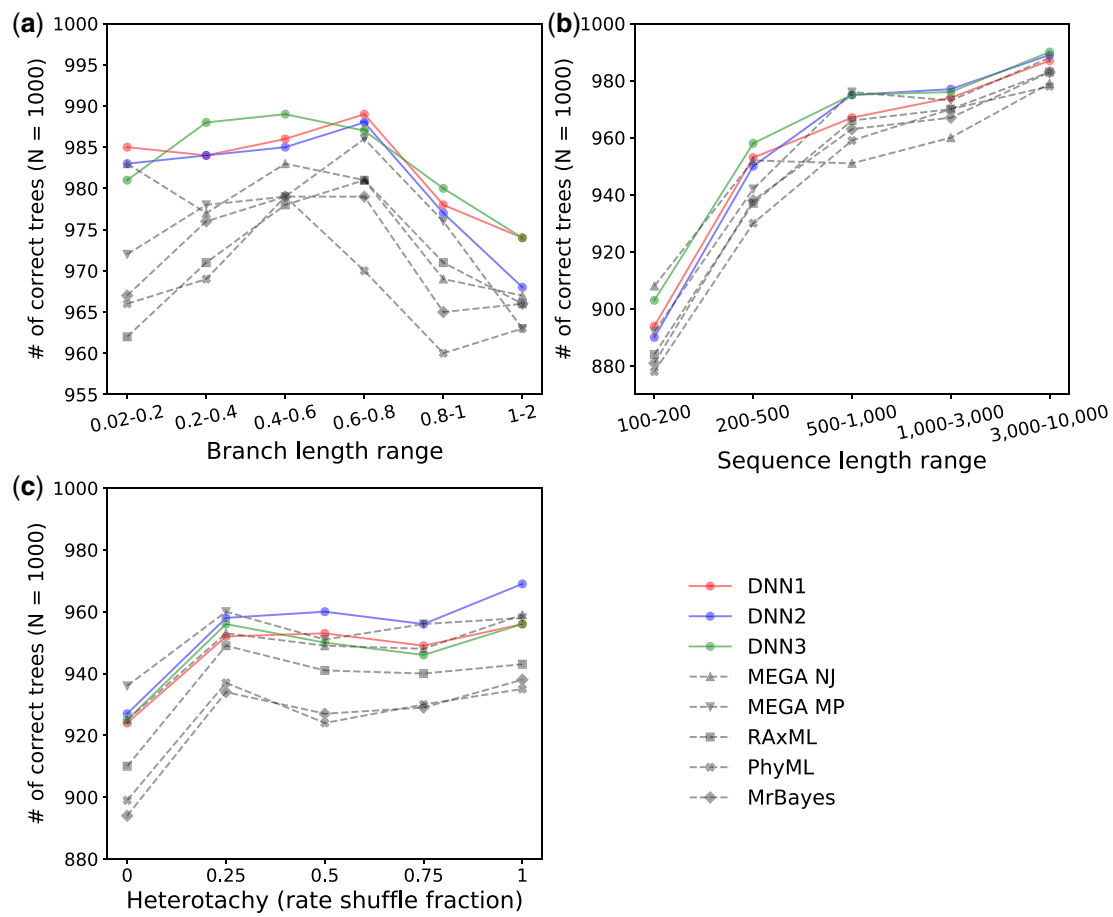 (a)
# of correct trees (N = 1000)
1000
995
990
985
980
975
970
965
960
955
0.02-0.2
0.2-0.4
0.4-0.6
0.6-0.8
0.8-1
1-2
Branch length range
(b)
# of correct trees (N = 1000)
1000
980
960
940
920
900
880
100-200
200-500
500-1,000
1,000-3,000
3,000-10,000
Sequence length range
(c)
# of correct trees (N = 1000)
1000
980
960
940
920
900
880
0
0.25
0.5
0.75
1
Heterotachy (rate shuffle fraction)
DNN1
DNN2
DNN3
MEGA NJ
MEGA MP
RAxML
PhyML
MrBayes